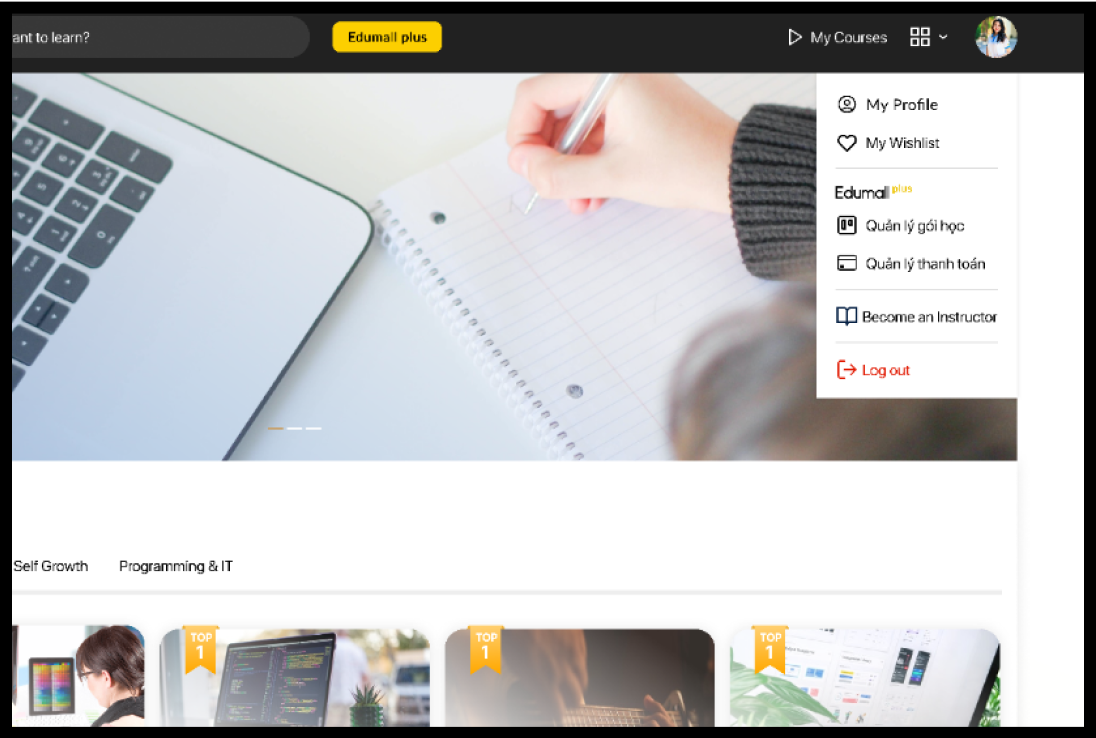 ant to learn?
Edumall plus
My Courses
My Profile
My Wishlist
Edumall plus
Quản lý gói học
Quản lý thanh toán
Become an Instructor
Log out
Self Growth
Programming & IT
TOP
1
TOP
1
TOP
1